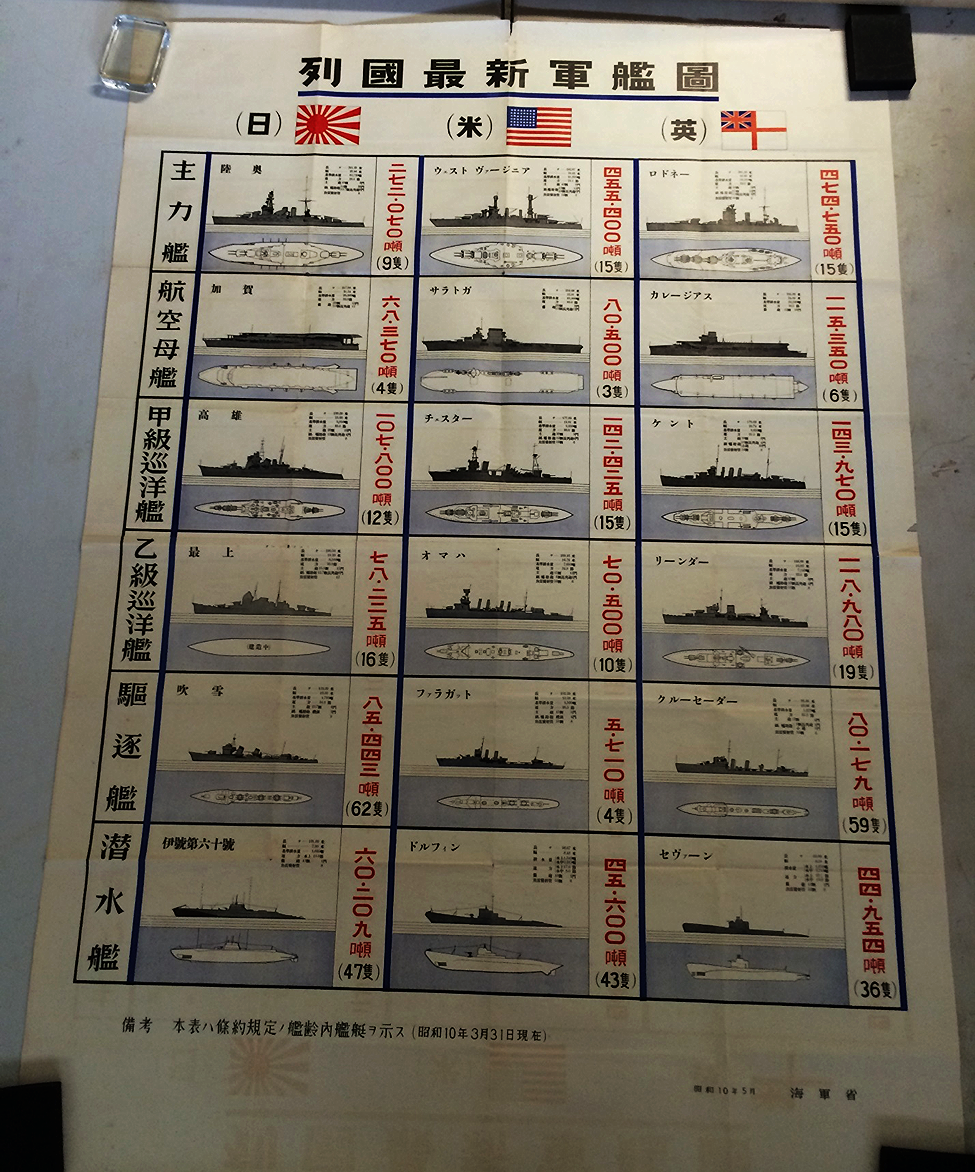 列國最新軍艦圖
(日)
(米)
(英)
主力艦
陸奥
二七二・〇七〇
噸
(9隻)
ウェスト ヴァージニア
四五五・四〇〇
噸
(15隻)
ロドネー
四七四・七五〇
噸
(15隻)
航空母艦
加賀
六八・三七〇
噸
(4隻)
サラトガ
八〇・五〇〇
噸
(3隻)
カレージアス
一一五・三五〇
噸
(6隻)
甲級巡洋艦
高雄
一〇七・八〇〇
噸
(12隻)
チェスター
一四二・四二五
噸
(15隻)
ケント
一四三・九七〇
噸
(15隻)
乙級巡洋艦
最上
(建造中)
七八・二三五
噸
(16隻)
オマハ
七〇・五〇〇
噸
(10隻)
リーンダー
一一八・九八〇
噸
(19隻)
驅逐艦
吹雪
八五・四四三
噸
(62隻)
ファラガット
五・七一〇
噸
(4隻)
クルーセーダー
八〇・一七九
噸
(59隻)
潜水艦
伊號第六十號
六〇・二〇九
噸
(47隻)
ドルフィン
四五・六〇〇
噸
(43隻)
セヴァーン
四四・九五四
噸
(36隻)
備考 本表ハ條約規定ノ艦齡內艦艇ヲ示ス (昭和10年3月31日現在)
昭和10年5月 海軍省